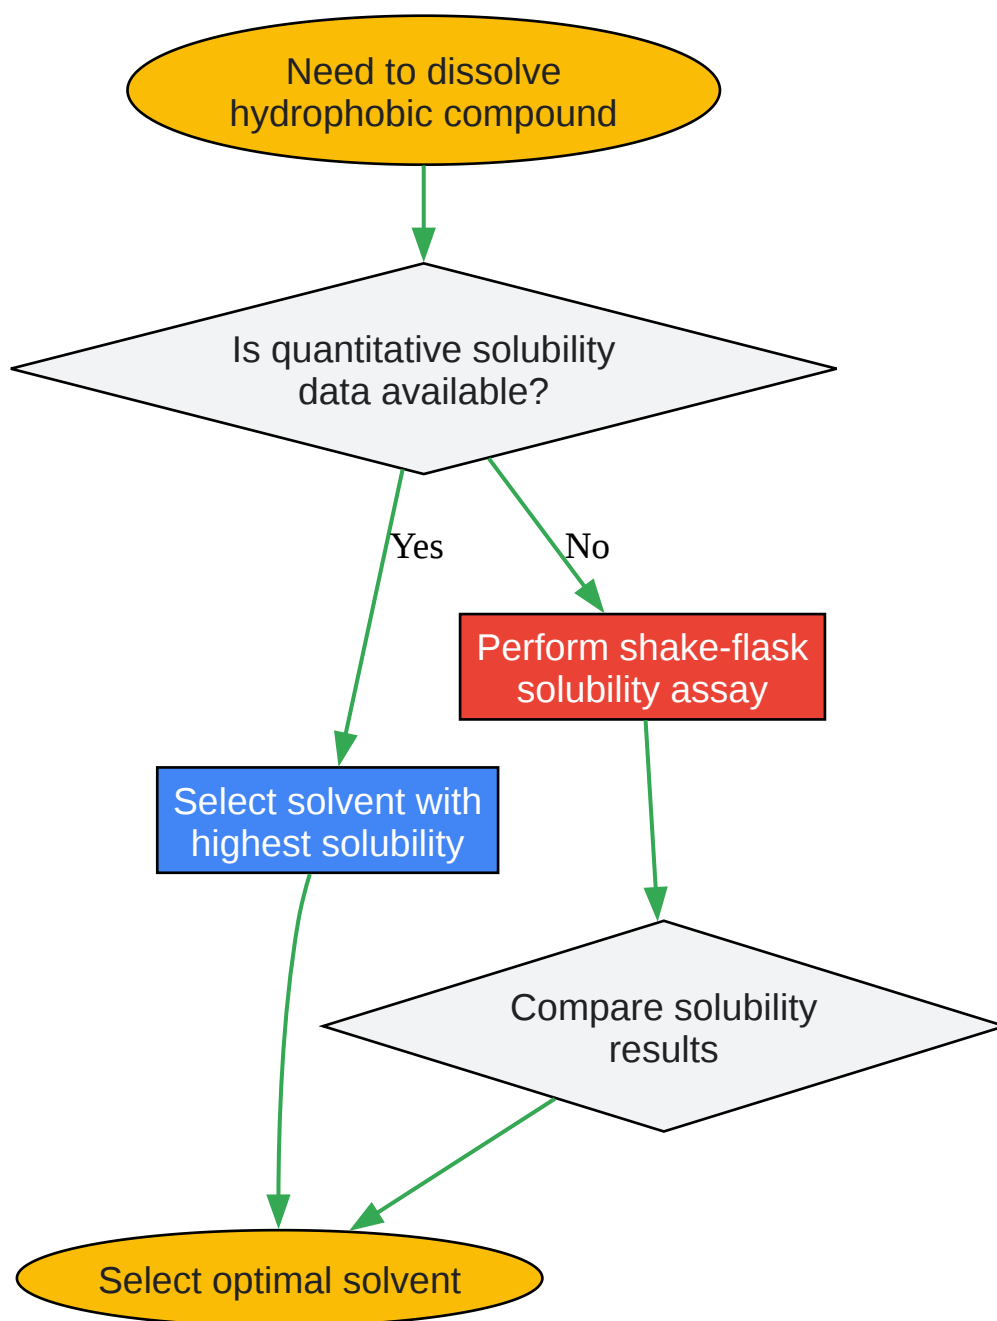 Need to dissolve
hydrophobic compound
Is quantitative solubility
data available?
Yes
No
Perform shake-flask
solubility assay
Select solvent with
highest solubility
Compare solubility
results
Select optimal solvent